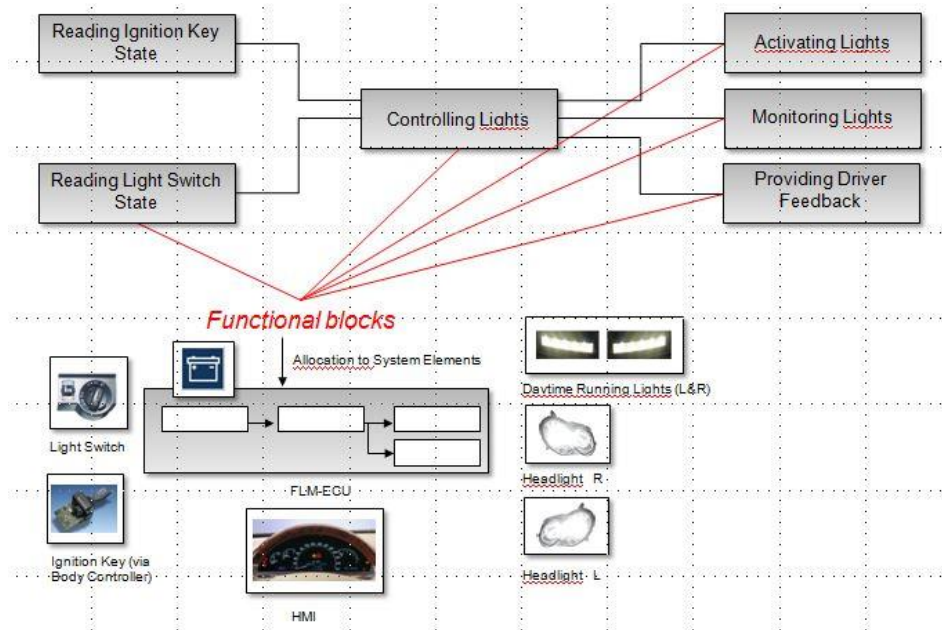 Reading Ignition Key
State
Activating Lights
Controlling Lights
Monitoring Lights
Reading Light Switch
State
Providing Driver
Feedback
Functional blocks
Allocation to System Elements
Daytime Running Lights (L&R)
Light Switch
Headlight R
FLM-ECU
Ignition Key (via
Body Controller)
Headlight L
HMI